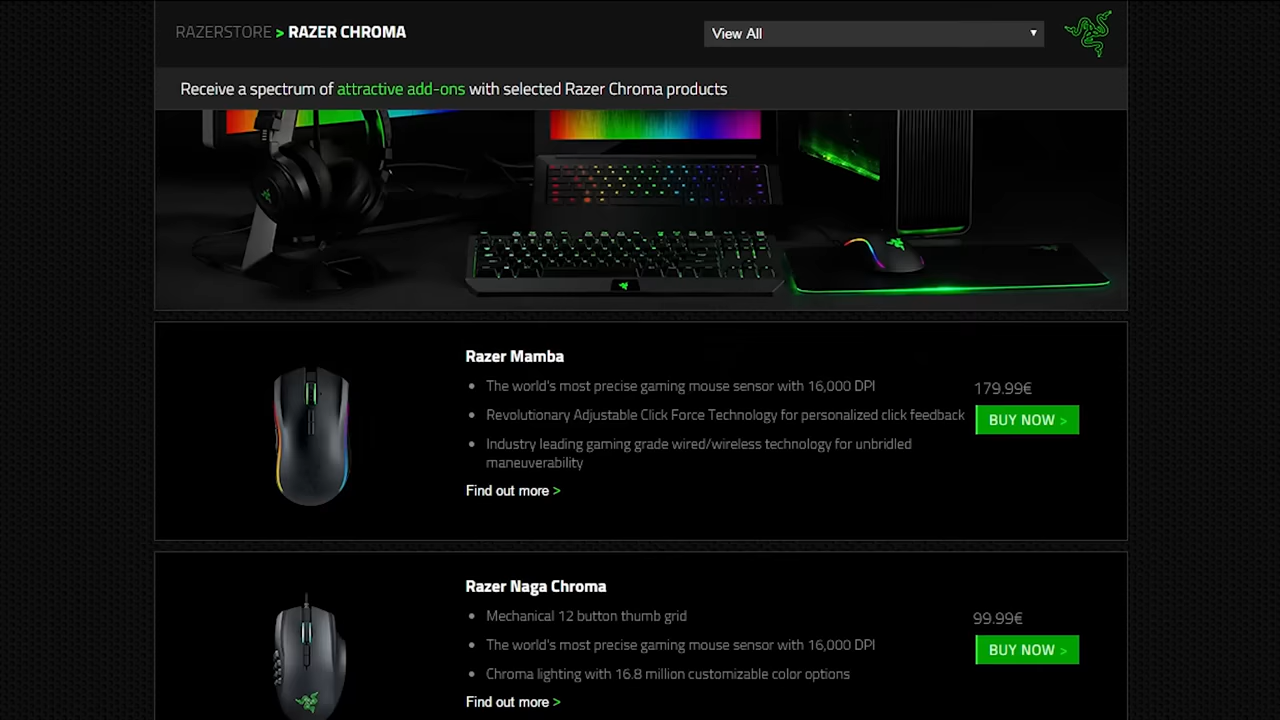 RAZERSTORE > RAZER CHROMA
View All
Receive a spectrum of attractive add-ons with selected Razer Chroma products
Razer Mamba
The world's most precise gaming mouse sensor with 16,000 DPI
179.99€
Revolutionary Adjustable Click Force Technology for personalized click feedback
BUY NOW >
Industry leading gaming grade wired/wireless technology for unbridled
maneuverability
Find out more >
Razer Naga Chroma
Mechanical 12 button thumb grid
99.99€
The world's most precise gaming mouse sensor with 16,000 DPI
BUY NOW >
Chroma lighting with 16.8 million customizable color options
Find out more >